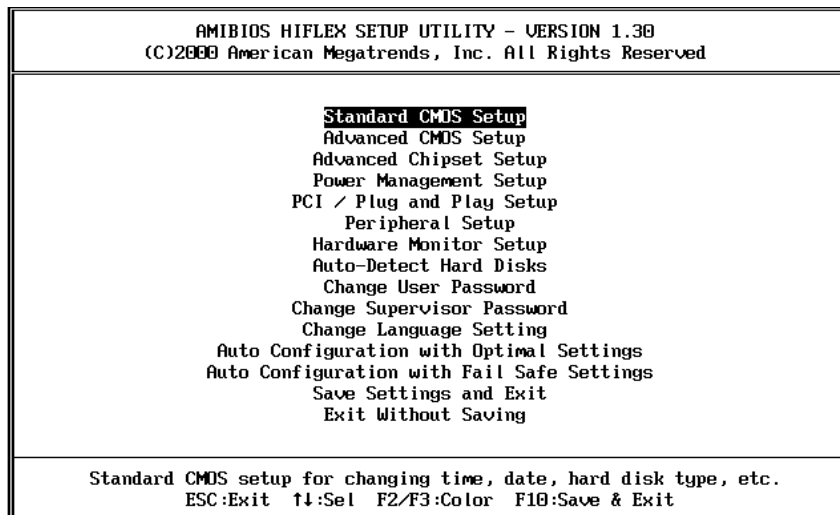 AMIBIOS HIFLEX SETUP UTILITY - VERSION 1.30
(C)2000 American Megatrends, Inc. All Rights Reserved
Standard CMOS Setup
Advanced CMOS Setup
Advanced Chipset Setup
Power Management Setup
PCI / Plug and Play Setup
Peripheral Setup
Hardware Monitor Setup
Auto-Detect Hard Disks
Change User Password
Change Supervisor Password
Change Language Setting
Auto Configuration with Optimal Settings
Auto Configuration with Fail Safe Settings
Save Settings and Exit
Exit Without Saving
Standard CMOS setup for changing time, date, hard disk type, etc.
ESC:Exit ↑↓:Sel F2/F3:Color F10:Save & Exit